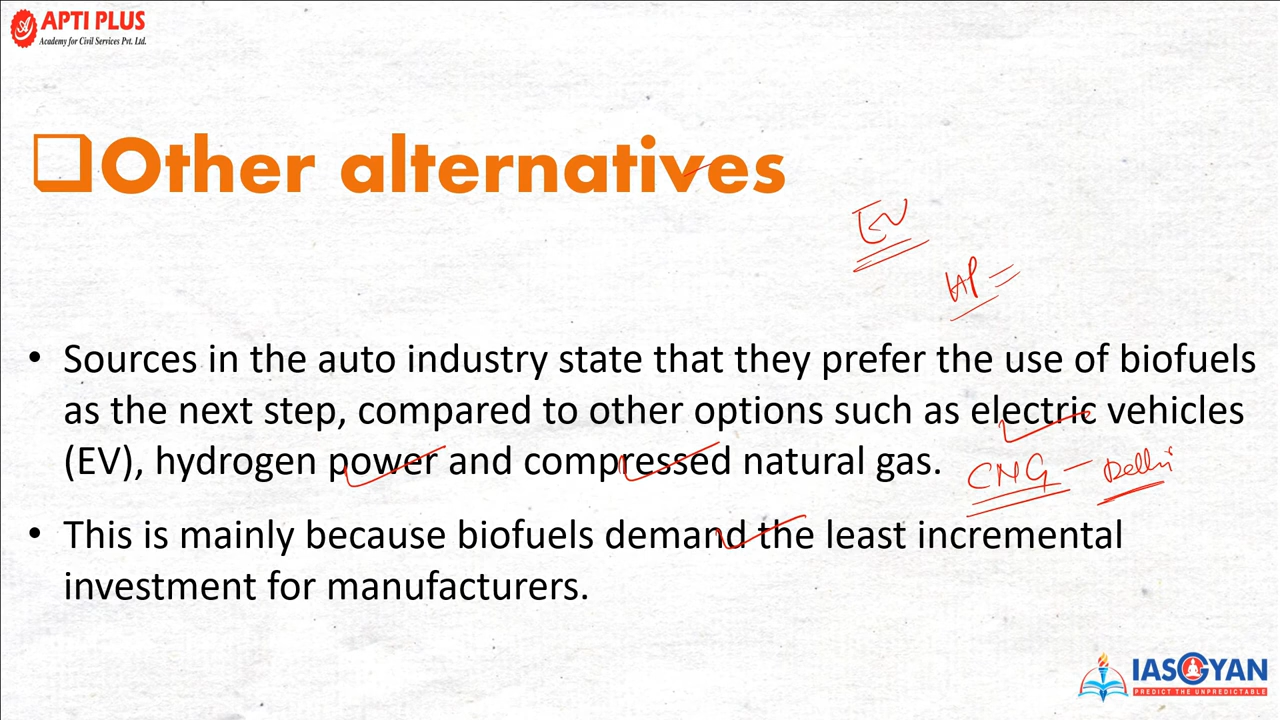 APTI PLUS
Academy for Civil Services Pvt. Ltd.
❑Other alternatives
EV
HP =
• Sources in the auto industry state that they prefer the use of biofuels
as the next step, compared to other options such as electric vehicles
(EV), hydrogen power and compressed natural gas.
CNG – Delhi
• This is mainly because biofuels demand the least incremental
investment for manufacturers.
IASGYAN
PREDICT THE UNPREDICTABLE